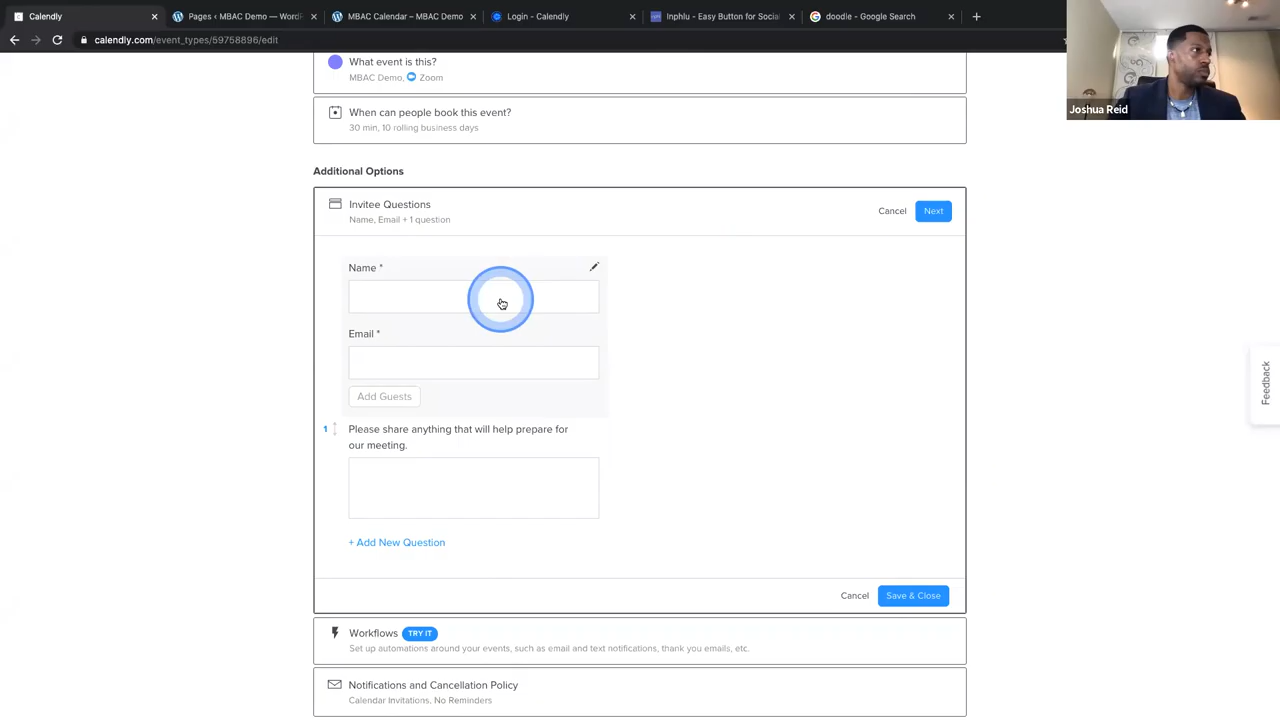 Calendly
Pages ‹ MBAC Demo — WordP
MBAC Calendar – MBAC Demo
Login - Calendly
Inphlu - Easy Button for Social
doodle - Google Search
calendly.com/event_types/59758896/edit
Joshua Reid
What event is this?
MBAC Demo, Zoom
When can people book this event?
30 min, 10 rolling business days
Additional Options
Invitee Questions
Name, Email + 1 question
Cancel
Next
Name *
Email *
Add Guests
1
Please share anything that will help prepare for
our meeting.
+ Add New Question
Cancel
Save & Close
Feedback
Workflows TRY IT
Set up automations around your events, such as email and text notifications, thank you emails, etc.
Notifications and Cancellation Policy
Calendar Invitations, No Reminders